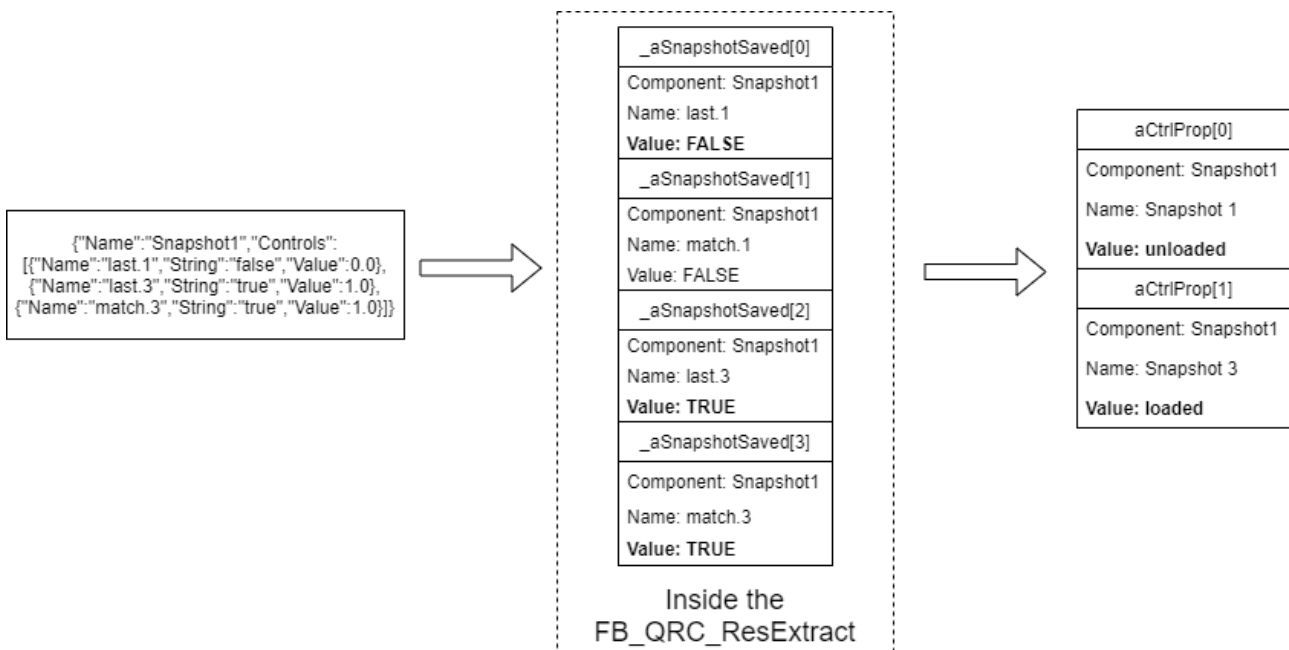 {"Name":"Snapshot1","Controls":
[{"Name":"last.1","String":"false","Value":0.0},
{"Name":"last.3","String":"true","Value":1.0},
{"Name":"match.3","String":"true","Value":1.0}]}
_aSnapshotSaved[0]
Component: Snapshot1
Name: last.1
Value: FALSE
_aSnapshotSaved[1]
Component: Snapshot1
Name: match.1
Value: FALSE
_aSnapshotSaved[2]
Component: Snapshot1
Name: last.3
Value: TRUE
_aSnapshotSaved[3]
Component: Snapshot1
Name: match.3
Value: TRUE
Inside the
FB_QRC_ResExtract
aCtrlProp[0]
Component: Snapshot1
Name: Snapshot 1
Value: unloaded
aCtrlProp[1]
Component: Snapshot1
Name: Snapshot 3
Value: loaded